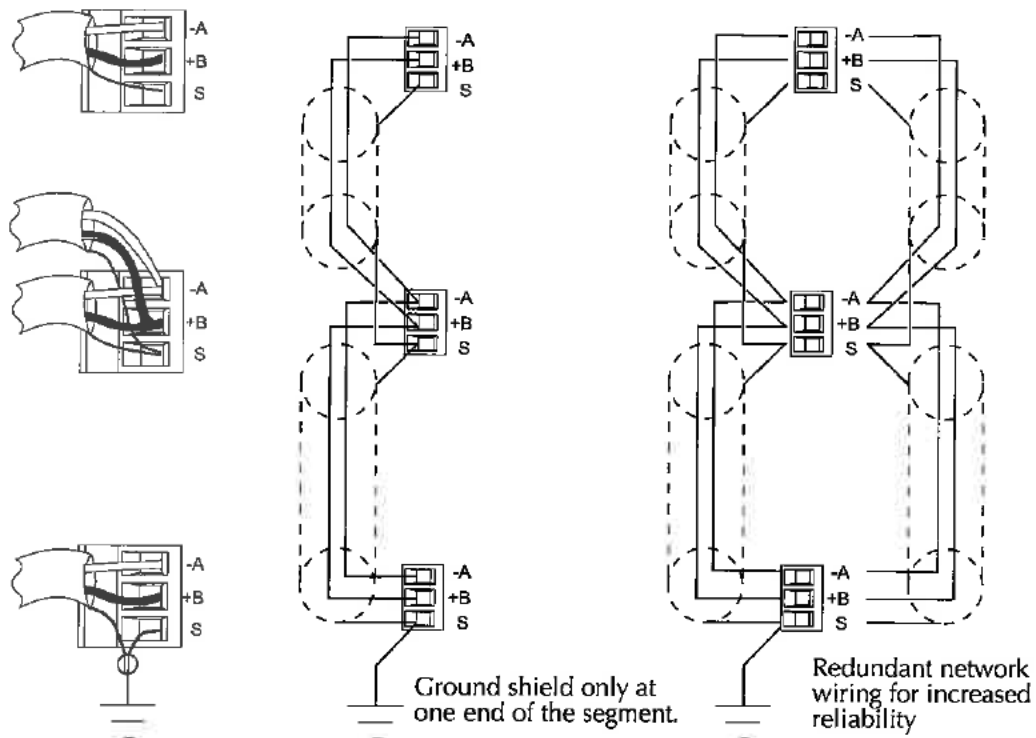 -A
+B
S
-A
+B
S
-A
+B
S
-A
+B
S
-A
+B
S
-A
+B
S
-A
+B
S
-A
+B
S
-A
+B
S
Ground shield only at
one end of the segment.
Redundant network
wiring for increased
reliability